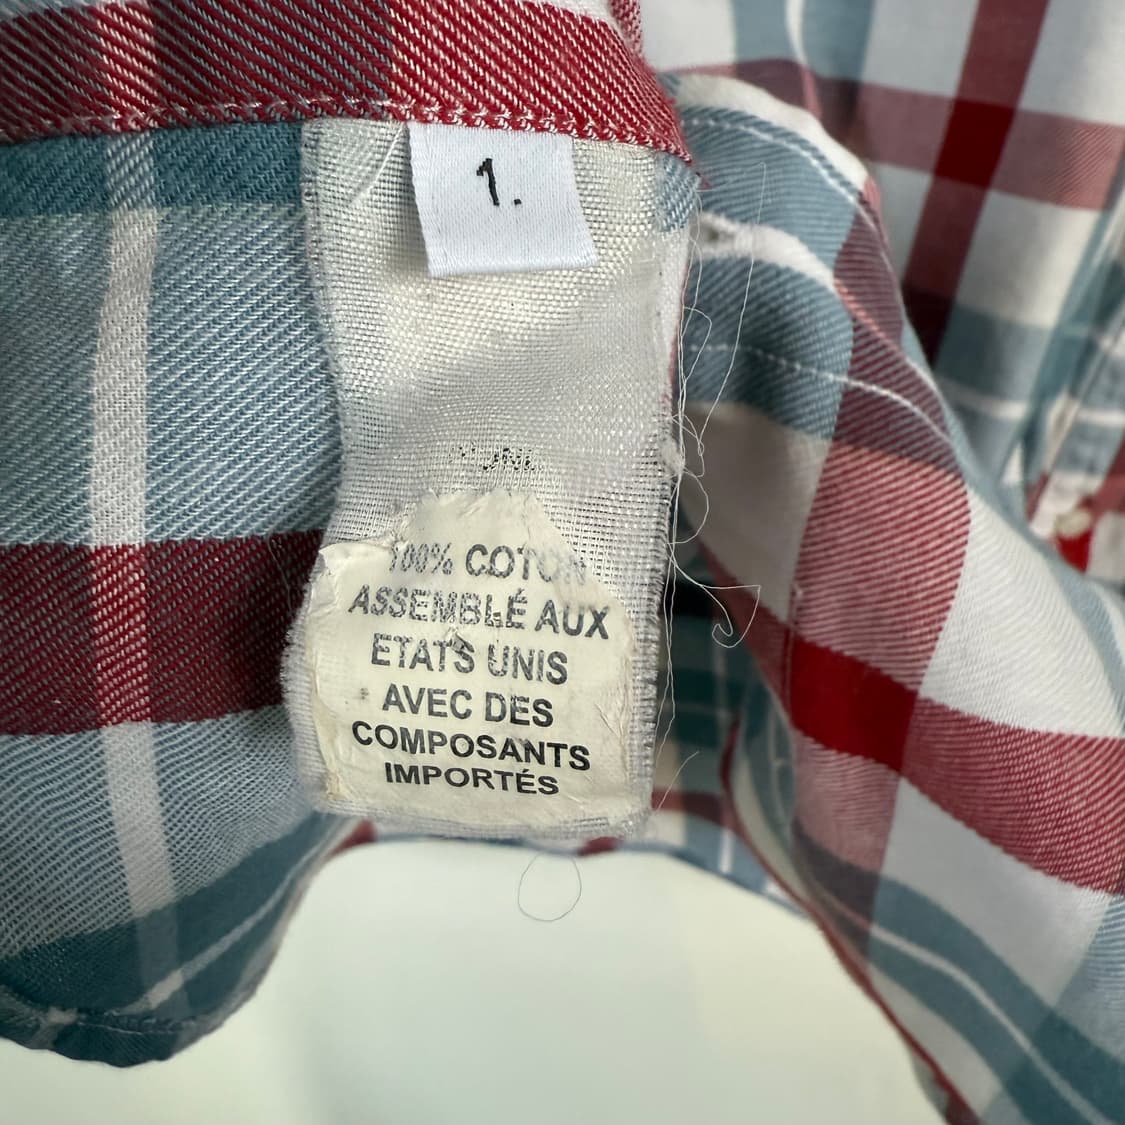 1.
100% COTON
ASSEMBLÉ AUX
ETATS UNIS
AVEC DES
COMPOSANTS
IMPORTÉS